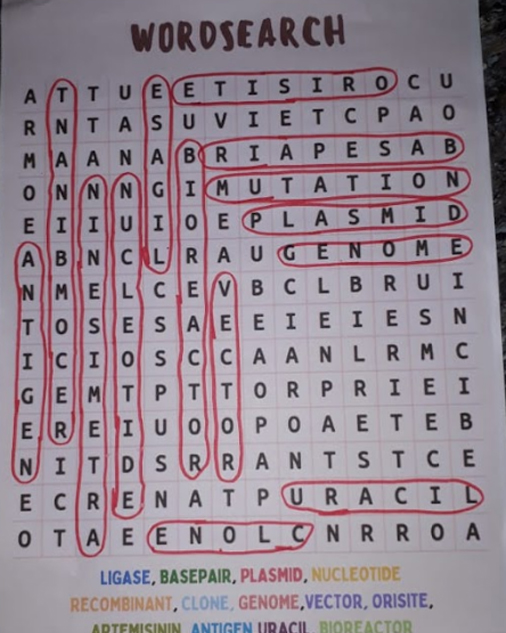 WORDSEARCH
A T T U E E T I S I R O C U
R N T A S U V I E T C P A O
M A A N A B R I A P E S A B
O N N N G I M U T A T I O N
E I I U I O E P L A S M I D
A B N C L R A U G E N O M E
N M E L C E V B C L B R U I
T O S E S A E E I E I E S N
I C I O S C C A A N L R M C
G E M T P T T O R P R I E I
E R E I U O O P O A E T E B
N I T D S R R A N T S T C E
E C R E N A T P U R A C I L
O T A E E N O L C N R R O A
LIGASE, BASEPAIR, PLASMID, NUCLEOTIDE
RECOMBINANT, CLONE, GENOME,VECTOR, ORISITE,
ARTEMISININ, ANTIGEN,URACIL, BIOREACTOR